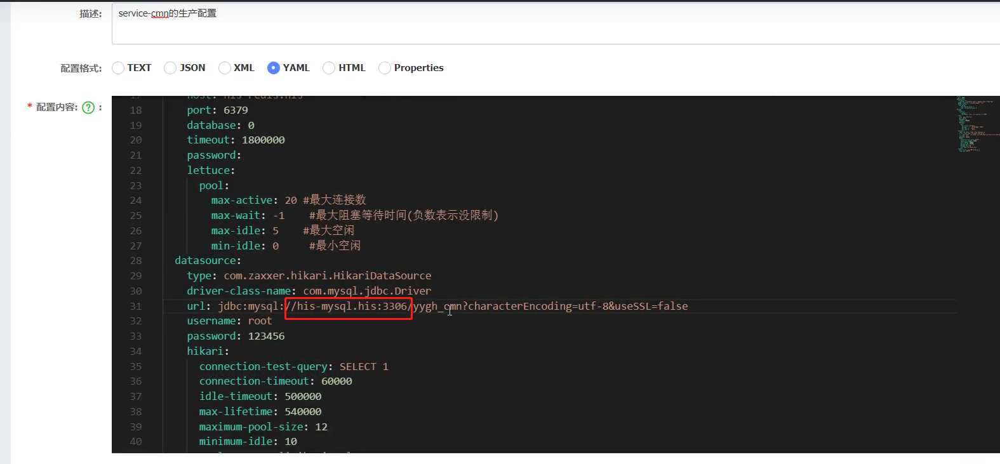 描述:
service-cmn的生产配置
配置格式:
TEXT JSON XML YAML HTML Properties
* 配置内容: ? :
17 host: his-redis.his
18 port: 6379
19 database: 0
20 timeout: 1800000
21 password:
22 lettuce:
23 pool:
24 max-active: 20 #最大连接数
25 max-wait: -1 #最大阻塞等待时间(负数表示没限制)
26 max-idle: 5 #最大空闲
27 min-idle: 0 #最小空闲
28 datasource:
29 type: com.zaxxer.hikari.HikariDataSource
30 driver-class-name: com.mysql.jdbc.Driver
31 url: jdbc:mysql://his-mysql.his:3306/yygh_cmn?characterEncoding=utf-8&useSSL=false
32 username: root
33 password: 123456
34 hikari:
35 connection-test-query: SELECT 1
36 connection-timeout: 60000
37 idle-timeout: 500000
38 max-lifetime: 540000
39 maximum-pool-size: 12
40 minimum-idle: 10